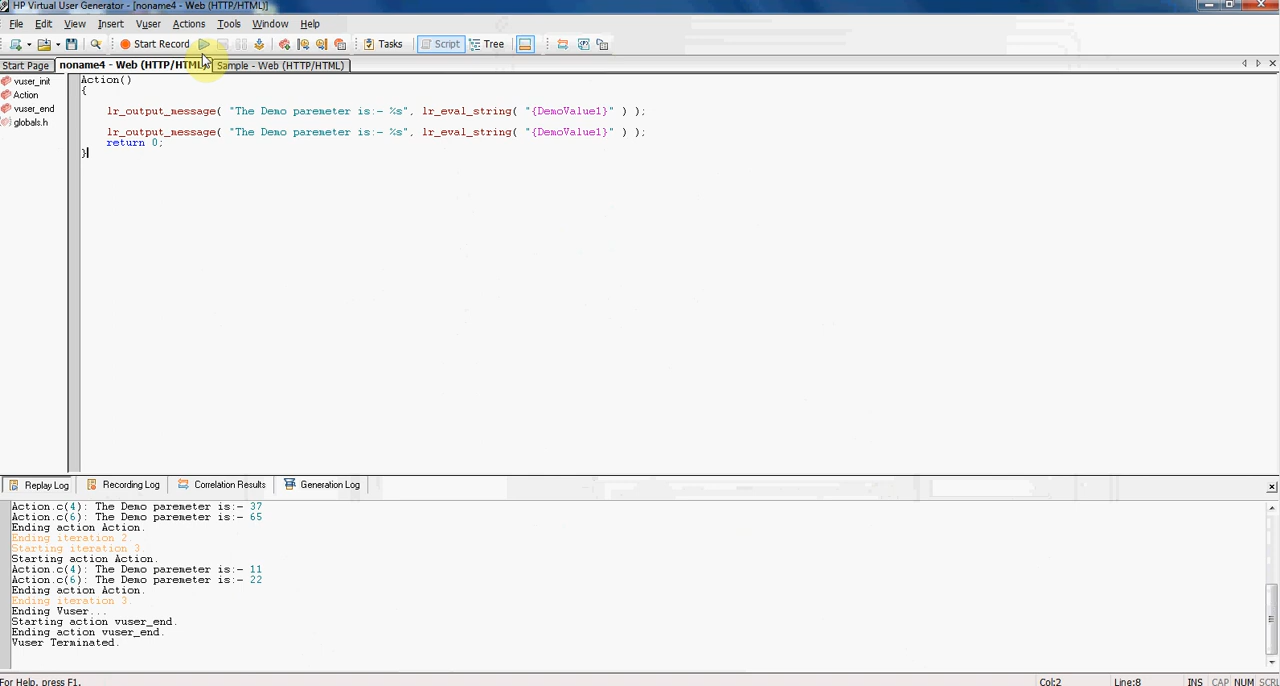 HP Virtual User Generator - [noname4 - Web (HTTP/HTML)]
File Edit View Insert Vuser Actions Tools Window Help
Start Record Tasks Script Tree
Start Page noname4 - Web (HTTP/HTML) Sample - Web (HTTP/HTML)
vuser_init
Action
vuser_end
globals.h
Action()
{
lr_output_message( "The Demo paremeter is:- %s", lr_eval_string( "{DemoValue1}" ) );
lr_output_message( "The Demo paremeter is:- %s", lr_eval_string( "{DemoValue1}" ) );
return 0;
}
Replay Log Recording Log Correlation Results Generation Log
Action.c(4): The Demo paremeter is:- 37
Action.c(6): The Demo paremeter is:- 65
Ending action Action.
Ending iteration 2.
Starting iteration 3.
Starting action Action.
Action.c(4): The Demo paremeter is:- 11
Action.c(6): The Demo paremeter is:- 22
Ending action Action.
Ending iteration 3.
Ending Vuser...
Starting action vuser_end.
Ending action vuser_end.
Vuser Terminated.
For Help, press F1. Col:2 Line:8 INS CAP NUM SCRL